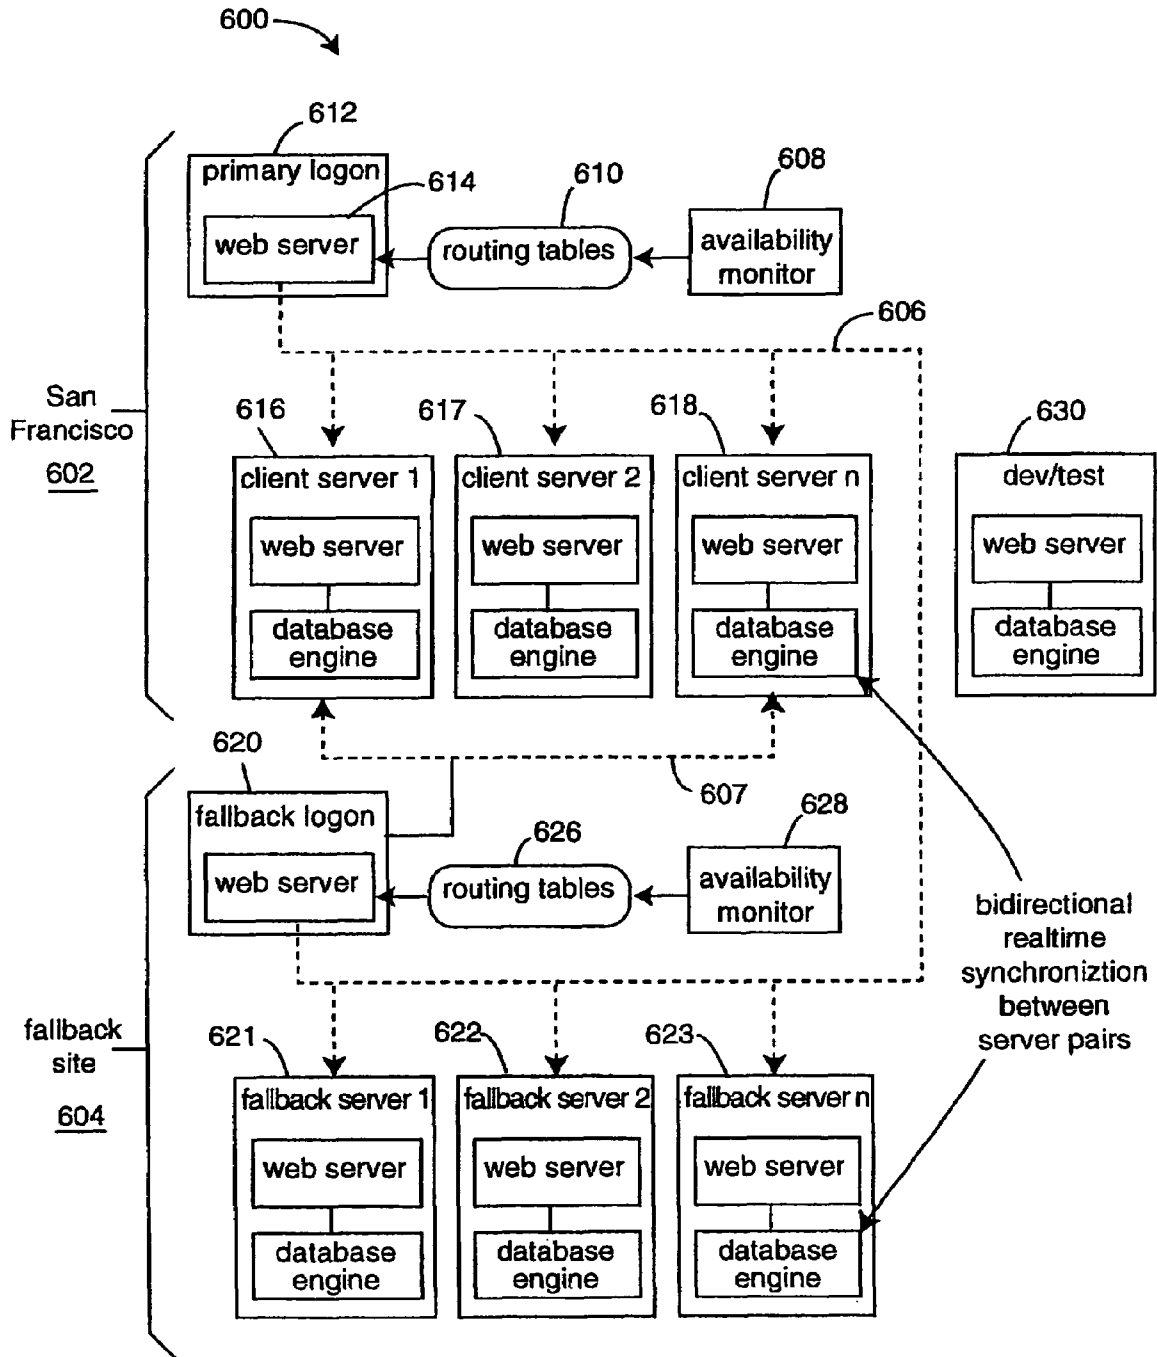 600
612
primary logon
614
web server
610
routing tables
608
availability
monitor
606
San
Francisco
602
616
client server 1
web server
database
engine
617
client server 2
web server
database
engine
618
client server n
web server
database
engine
630
dev/test
web server
database
engine
607
620
fallback logon
web server
626
routing tables
628
availability
monitor
bidirectional
realtime
synchroniztion
between
server pairs
fallback
site
604
621
fallback server 1
web server
database
engine
622
fallback server 2
web server
database
engine
623
fallback server n
web server
database
engine